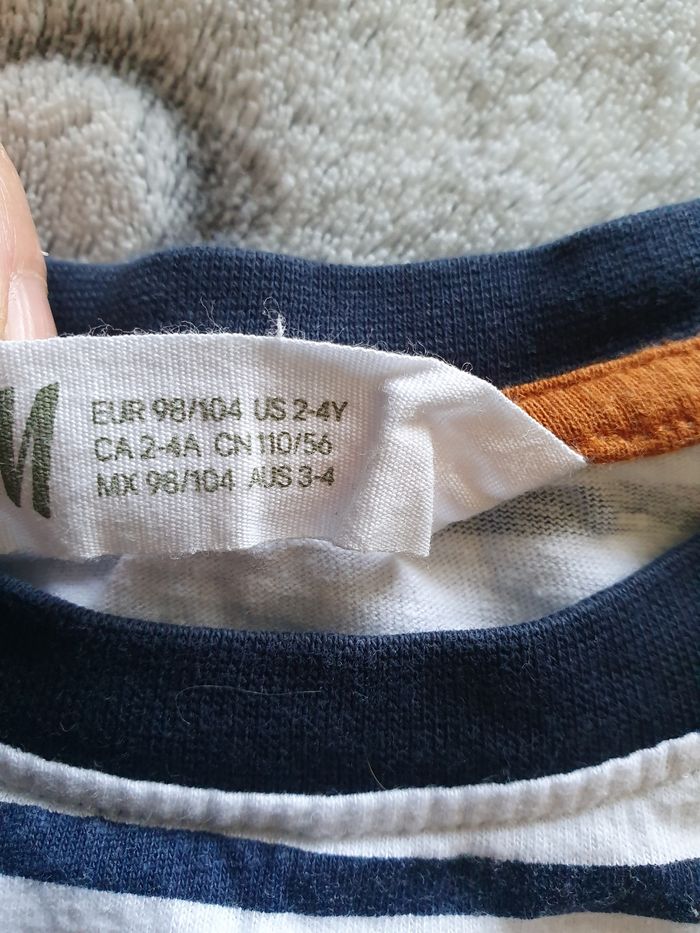 EUR 98/104 US 2-4Y
CA 2-4A CN 110/56
MX 98/104 AUS 3-4